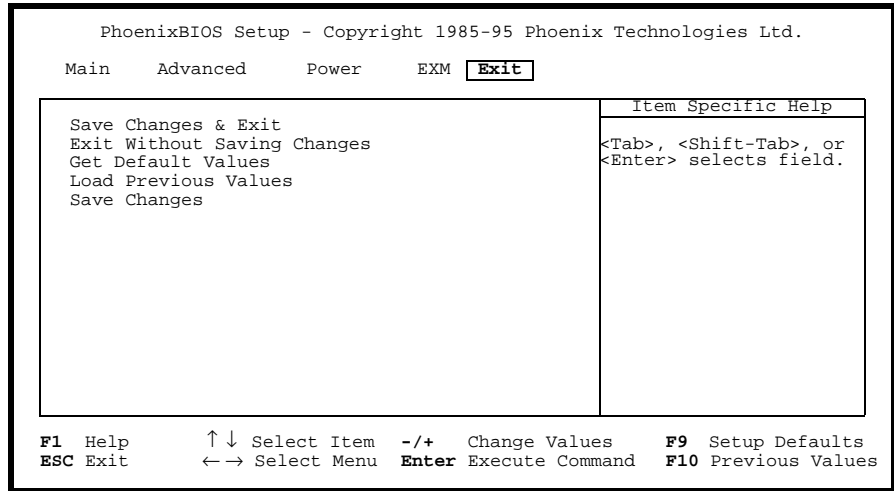 PhoenixBIOS Setup - Copyright 1985-95 Phoenix Technologies Ltd.
Main Advanced Power EXM Exit
Item Specific Help
Save Changes & Exit
Exit Without Saving Changes
Get Default Values
Load Previous Values
Save Changes
<Tab>, <Shift-Tab>, or
<Enter> selects field.
F1 Help ↑↓ Select Item -/+ Change Values F9 Setup Defaults
ESC Exit ←→ Select Menu Enter Execute Command F10 Previous Values